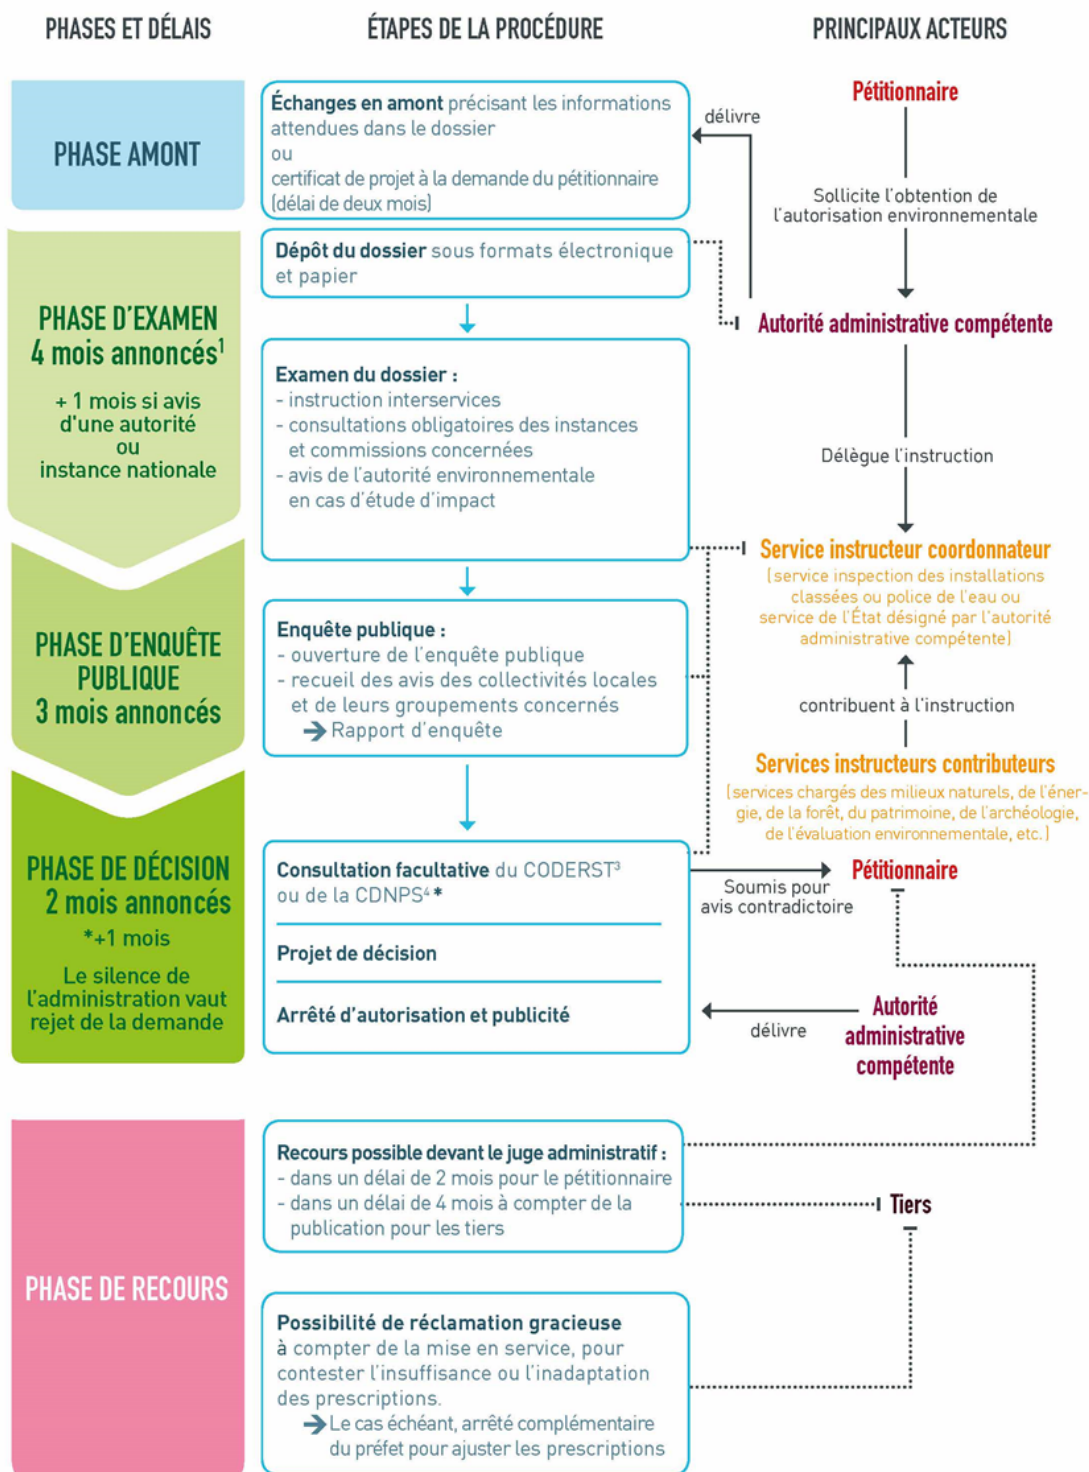 PHASES ET DÉLAIS
ÉTAPES DE LA PROCÉDURE
PRINCIPAUX ACTEURS
PHASE AMONT
Échanges en amont précisant les informations
attendues dans le dossier
ou
certificat de projet à la demande du pétitionnaire
(délai de deux mois)
délivre
Pétitionnaire
Sollicite l'obtention de
l'autorisation environnementale
Dépôt du dossier sous formats électronique
et papier
Autorité administrative compétente
PHASE D'EXAMEN
4 mois annoncés¹
+ 1 mois si avis
d'une autorité
ou
instance nationale
Examen du dossier :
- instruction interservices
- consultations obligatoires des instances
et commissions concernées
- avis de l'autorité environnementale
en cas d'étude d'impact
Délègue l'instruction
Service instructeur coordonnateur
(service inspection des installations
classées ou police de l'eau ou
service de l'État désigné par l'autorité
administrative compétente)
PHASE D'ENQUÊTE
PUBLIQUE
3 mois annoncés
Enquête publique :
- ouverture de l'enquête publique
- recueil des avis des collectivités locales
et de leurs groupements concernés
➔ Rapport d'enquête
contribuent à l'instruction
Services instructeurs contributeurs
(services chargés des milieux naturels, de l'éner-
gie, de la forêt, du patrimoine, de l'archéologie,
de l'évaluation environnementale, etc.)
PHASE DE DÉCISION
2 mois annoncés
*+1 mois
Le silence de
l'administration vaut
rejet de la demande
Consultation facultative du CODERST³
ou de la CDNPS⁴ *
Projet de décision
Arrêté d'autorisation et publicité
Soumis pour
avis contradictoire
Pétitionnaire
délivre
Autorité
administrative
compétente
PHASE DE RECOURS
Recours possible devant le juge administratif :
- dans un délai de 2 mois pour le pétitionnaire
- dans un délai de 4 mois à compter de la
publication pour les tiers
Tiers
Possibilité de réclamation gracieuse
à compter de la mise en service, pour
contester l'insuffisance ou l'inadaptation
des prescriptions.
➔ Le cas échéant, arrêté complémentaire
du préfet pour ajuster les prescriptions